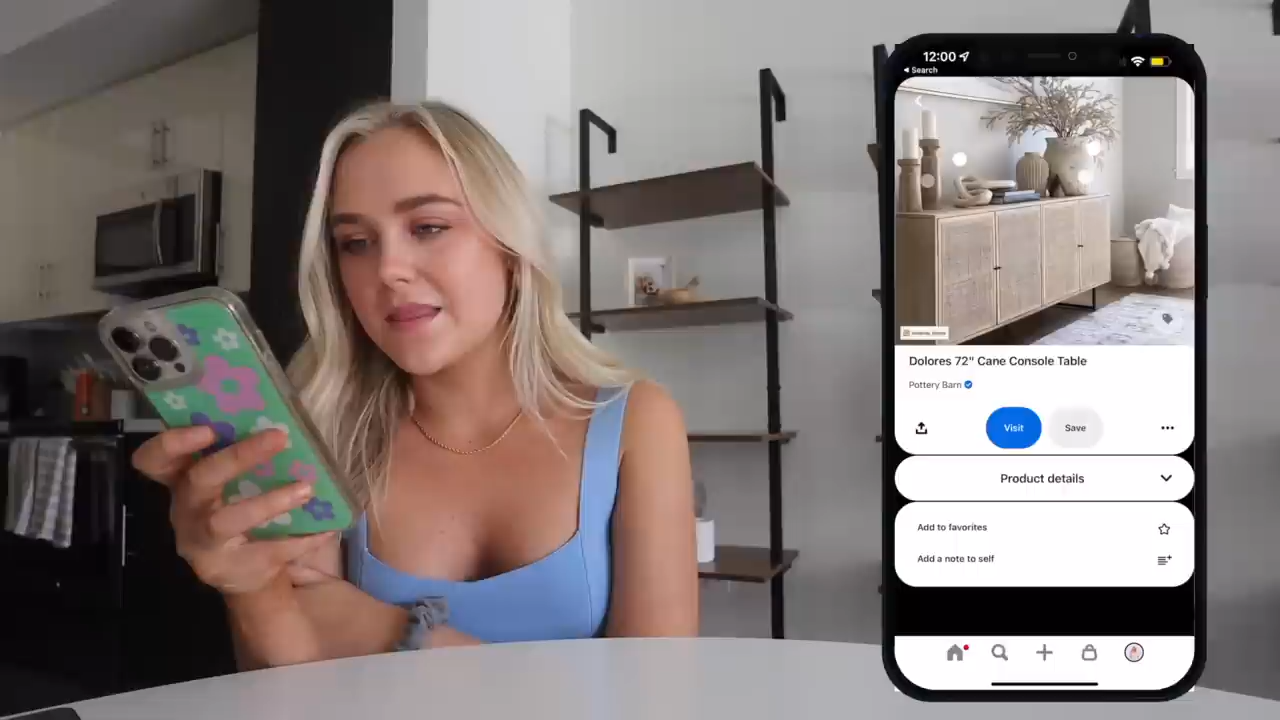 12:00
Search
Dolores 72" Cane Console Table
Pottery Barn
Visit
Save
Product details
Add to favorites
Add a note to self